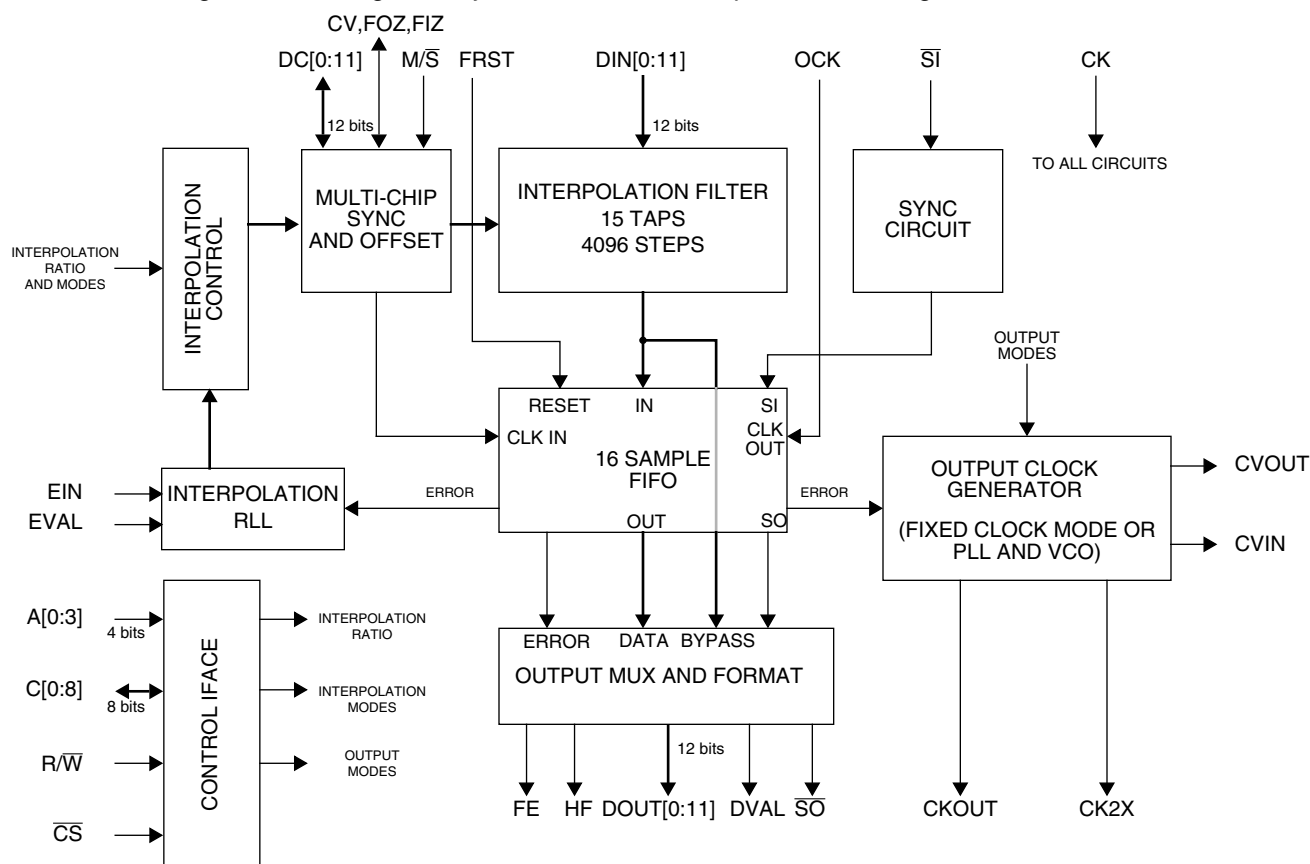 CV,FOZ,FIZ
DC[0:11]
M/S̅
FRST
DIN[0:11]
OCK
S̅I̅
CK
12 bits
12 bits
TO ALL CIRCUITS
INTERPOLATION
CONTROL
MULTI-CHIP
SYNC
AND OFFSET
INTERPOLATION FILTER
15 TAPS
4096 STEPS
SYNC
CIRCUIT
INTERPOLATION
RATIO
AND MODES
OUTPUT
MODES
RESET
IN
SI
CLK IN
CLK
OUT
16 SAMPLE
FIFO
OUT
SO
EIN
EVAL
INTERPOLATION
RLL
ERROR
ERROR
OUTPUT CLOCK
GENERATOR
(FIXED CLOCK MODE OR
PLL AND VCO)
CVOUT
CVIN
A[0:3]
4 bits
C[0:8]
8 bits
R/W̅
C̅S̅
CONTROL IFACE
INTERPOLATION
RATIO
INTERPOLATION
MODES
OUTPUT
MODES
ERROR
DATA
BYPASS
OUTPUT MUX AND FORMAT
12 bits
FE
HF
DOUT[0:11]
DVAL
S̅O̅
CKOUT
CK2X